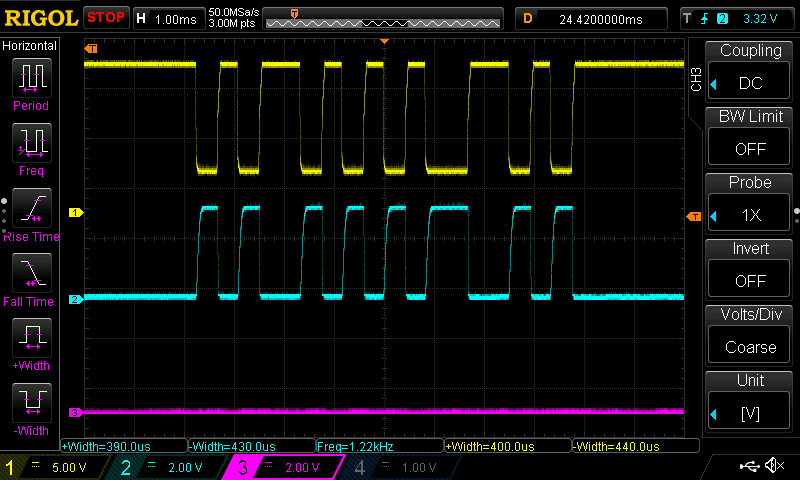 RIGOL STOP H 1.00ms 50.0MSa/s 3.00M pts T D 24.4200000ms T 2 3.32 V
Horizontal
Period
Freq
Rise Time
Fall Time
+Width
-Width
T
1
2
3
T
CH3
Coupling
DC
BW Limit
OFF
Probe
1X
Invert
OFF
Volts/Div
Coarse
Unit
[V]
+Width=390.0us -Width=430.0us Freq=1.22kHz +Width=400.0us -Width=440.0us
1 5.00 V 2 2.00 V 3 2.00 V 4 1.00 V